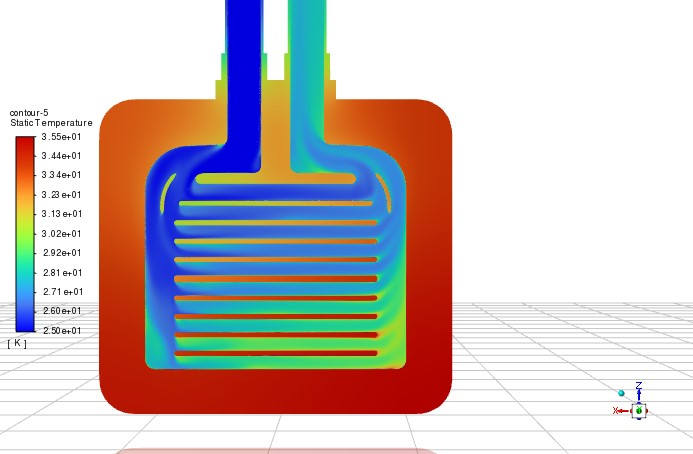 contour-5
Static Temperature
3.55e+01
3.44e+01
3.34e+01
3.23e+01
3.13e+01
3.02e+01
2.92e+01
2.81e+01
2.71e+01
2.60e+01
2.50e+01
[ K ]
Z
X